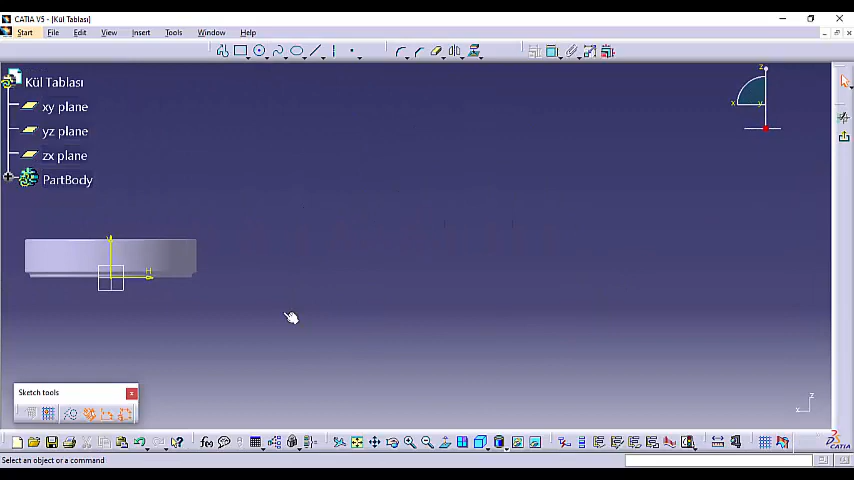 CATIA V5 - [Kül Tablası]
Start File Edit View Insert Tools Window Help
Kül Tablası
xy plane
yz plane
zx plane
PartBody
z
x y
V
H
Sketch tools
z
x
f(x)
CATIA
Select an object or a command